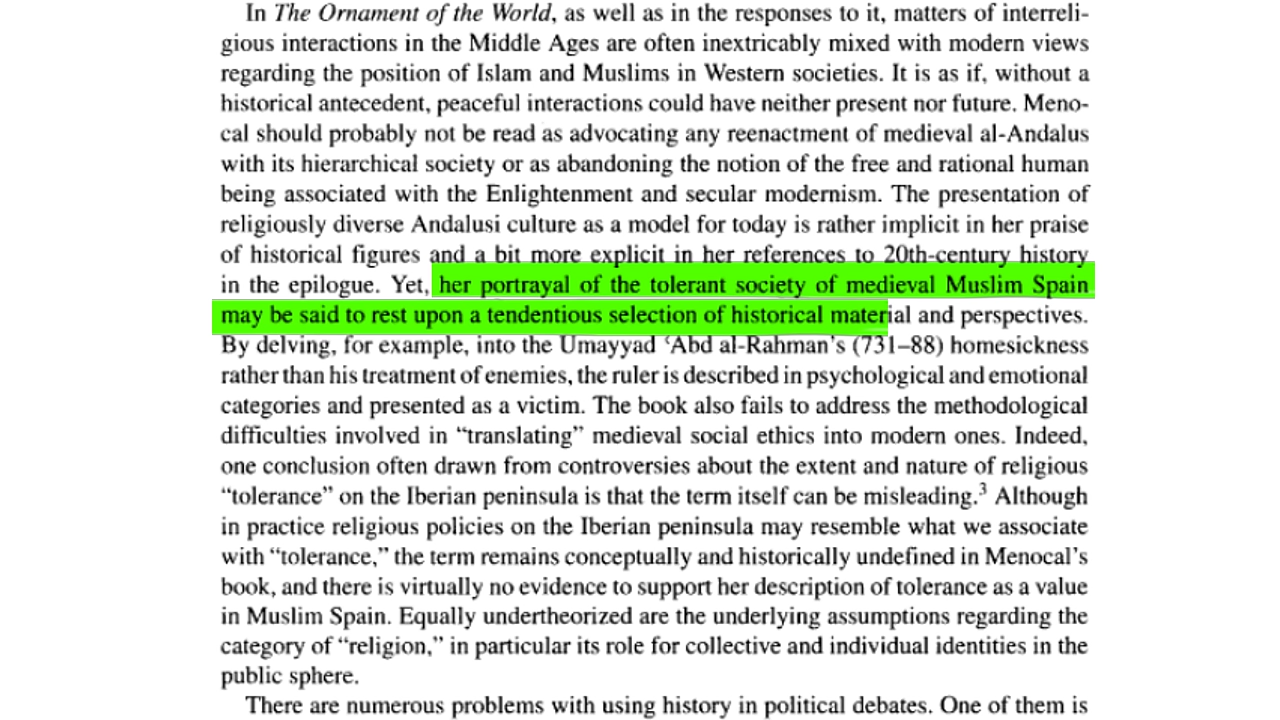 In The Ornament of the World, as well as in the responses to it, matters of interreli-
gious interactions in the Middle Ages are often inextricably mixed with modern views
regarding the position of Islam and Muslims in Western societies. It is as if, without a
historical antecedent, peaceful interactions could have neither present nor future. Meno-
cal should probably not be read as advocating any reenactment of medieval al-Andalus
with its hierarchical society or as abandoning the notion of the free and rational human
being associated with the Enlightenment and secular modernism. The presentation of
religiously diverse Andalusi culture as a model for today is rather implicit in her praise
of historical figures and a bit more explicit in her references to 20th-century history
in the epilogue. Yet, her portrayal of the tolerant society of medieval Muslim Spain
may be said to rest upon a tendentious selection of historical material and perspectives.
By delving, for example, into the Umayyad ‘Abd al-Rahman’s (731–88) homesickness
rather than his treatment of enemies, the ruler is described in psychological and emotional
categories and presented as a victim. The book also fails to address the methodological
difficulties involved in “translating” medieval social ethics into modern ones. Indeed,
one conclusion often drawn from controversies about the extent and nature of religious
“tolerance” on the Iberian peninsula is that the term itself can be misleading.³ Although
in practice religious policies on the Iberian peninsula may resemble what we associate
with “tolerance,” the term remains conceptually and historically undefined in Menocal’s
book, and there is virtually no evidence to support her description of tolerance as a value
in Muslim Spain. Equally undertheorized are the underlying assumptions regarding the
category of “religion,” in particular its role for collective and individual identities in the
public sphere.
There are numerous problems with using history in political debates. One of them is